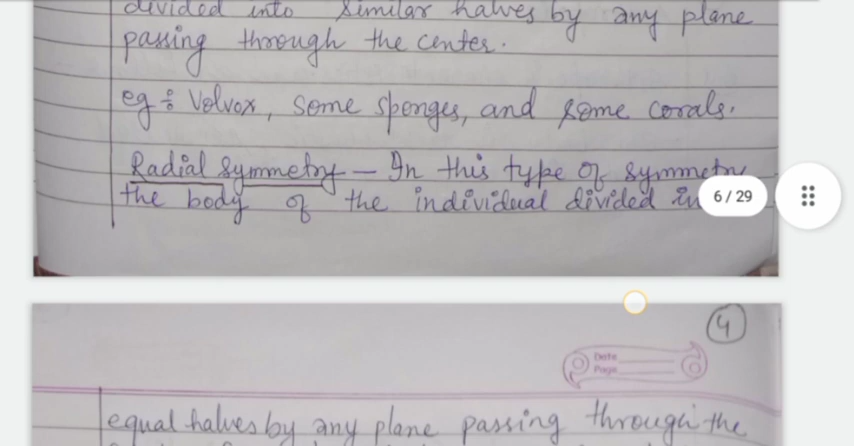 divided into similar halves by any plane
passing through the center.
eg: Volvox, some sponges, and some corals.
Radial Symmetry – In this type of symmetry
the body of the individual divided in
6 / 29
4
Date
Page
equal halves by any plane passing through the